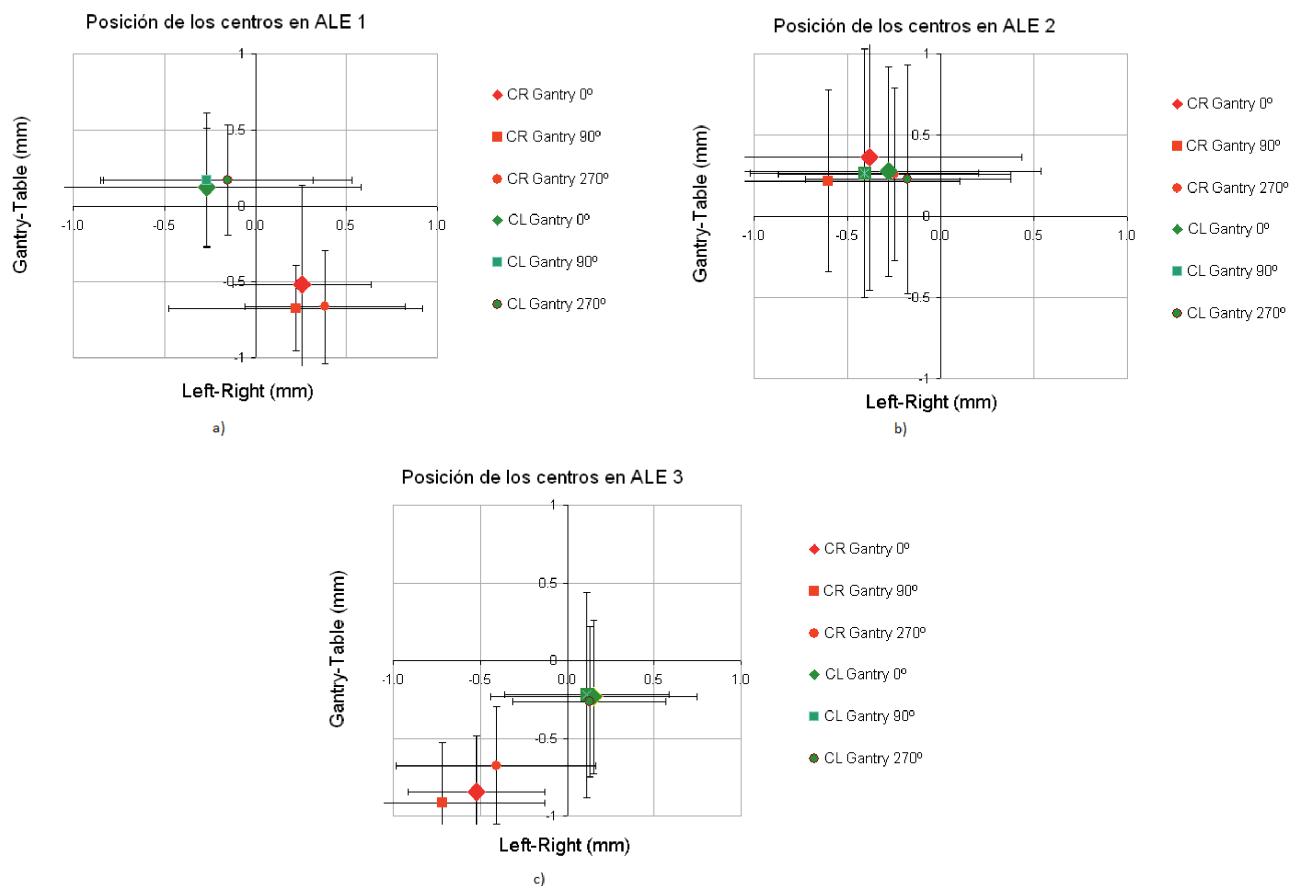 Posición de los centros en ALE 1
1
0.5
0
-0.5
-1
-1.0
-0.5
0.0
0.5
1.0
Gantry-Table (mm)
Left-Right (mm)
CR Gantry 0º
CR Gantry 90º
CR Gantry 270º
CL Gantry 0º
CL Gantry 90º
CL Gantry 270º
a)
Posición de los centros en ALE 2
1
0.5
0
-0.5
-1
-1.0
-0.5
0.0
0.5
1.0
Gantry-Table (mm)
Left-Right (mm)
CR Gantry 0º
CR Gantry 90º
CR Gantry 270º
CL Gantry 0º
CL Gantry 90º
CL Gantry 270º
b)
Posición de los centros en ALE 3
1
0.5
0
-0.5
-1
-1.0
-0.5
0.0
0.5
1.0
Gantry-Table (mm)
Left-Right (mm)
CR Gantry 0º
CR Gantry 90º
CR Gantry 270º
CL Gantry 0º
CL Gantry 90º
CL Gantry 270º
c)